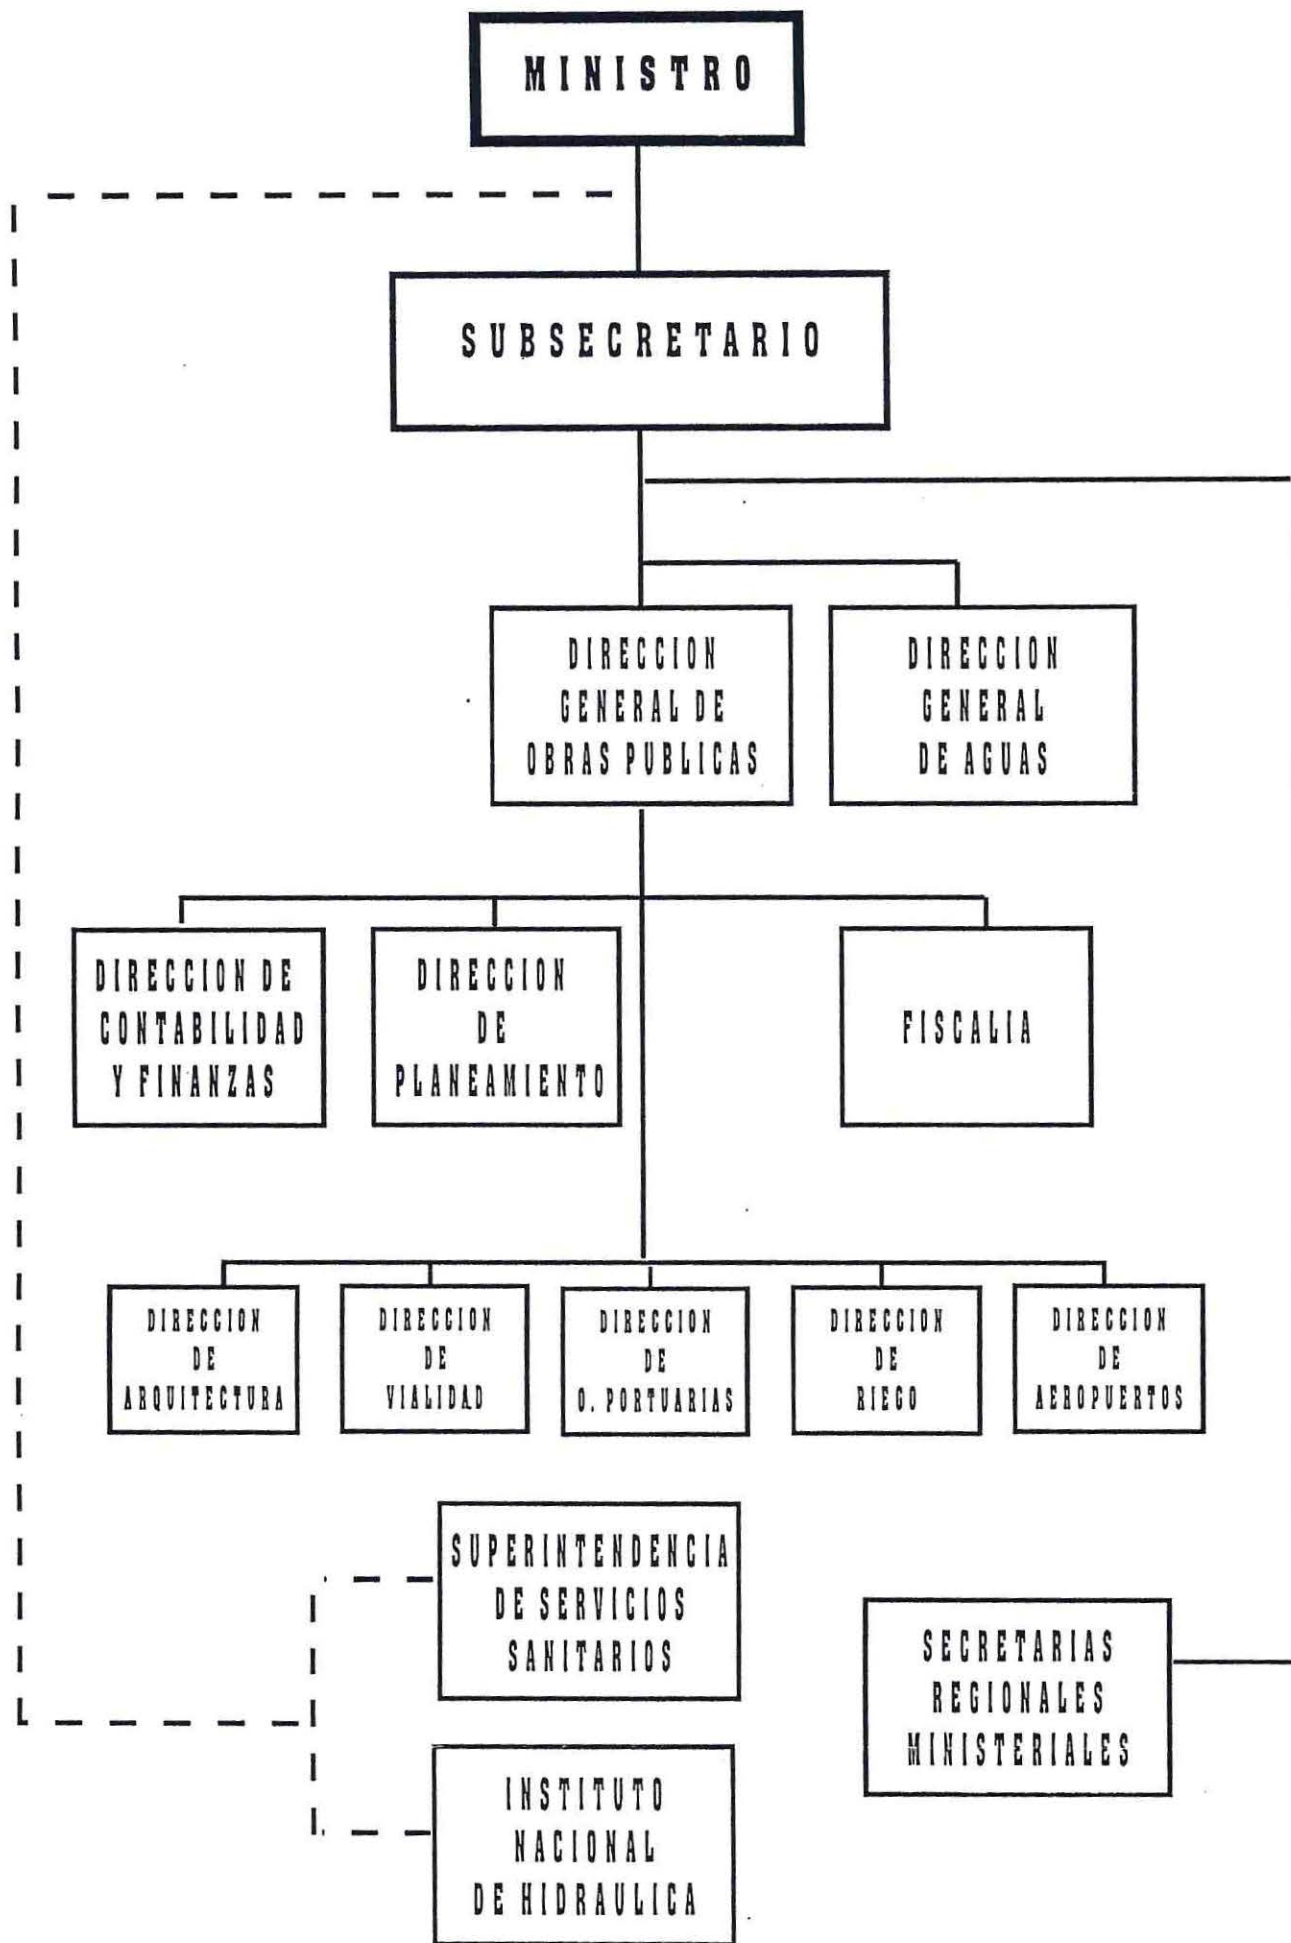 MINISTRO
SUBSECRETARIO
DIRECCION
GENERAL DE
OBRAS PUBLICAS
DIRECCION
GENERAL
DE AGUAS
DIRECCION DE
CONTABILIDAD
Y FINANZAS
DIRECCION
DE
PLANEAMIENTO
FISCALIA
DIRECCION
DE
ARQUITECTURA
DIRECCION
DE
VIALIDAD
DIRECCION
DE
O. PORTUARIAS
DIRECCION
DE
RIEGO
DIRECCION
DE
AEROPUERTOS
SUPERINTENDENCIA
DE SERVICIOS
SANITARIOS
SECRETARIAS
REGIONALES
MINISTERIALES
INSTITUTO
NACIONAL
DE HIDRAULICA